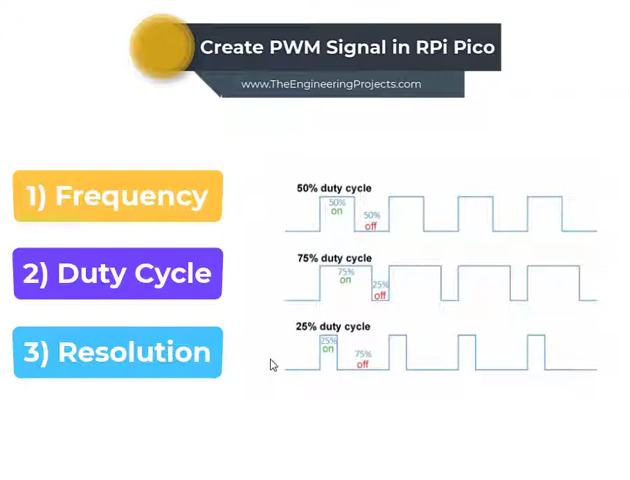 Create PWM Signal in RPi Pico
www.TheEngineeringProjects.com
1) Frequency
2) Duty Cycle
3) Resolution
50% duty cycle
50%
on
50%
off
75% duty cycle
75%
on
25%
off
25% duty cycle
25%
on
75%
off